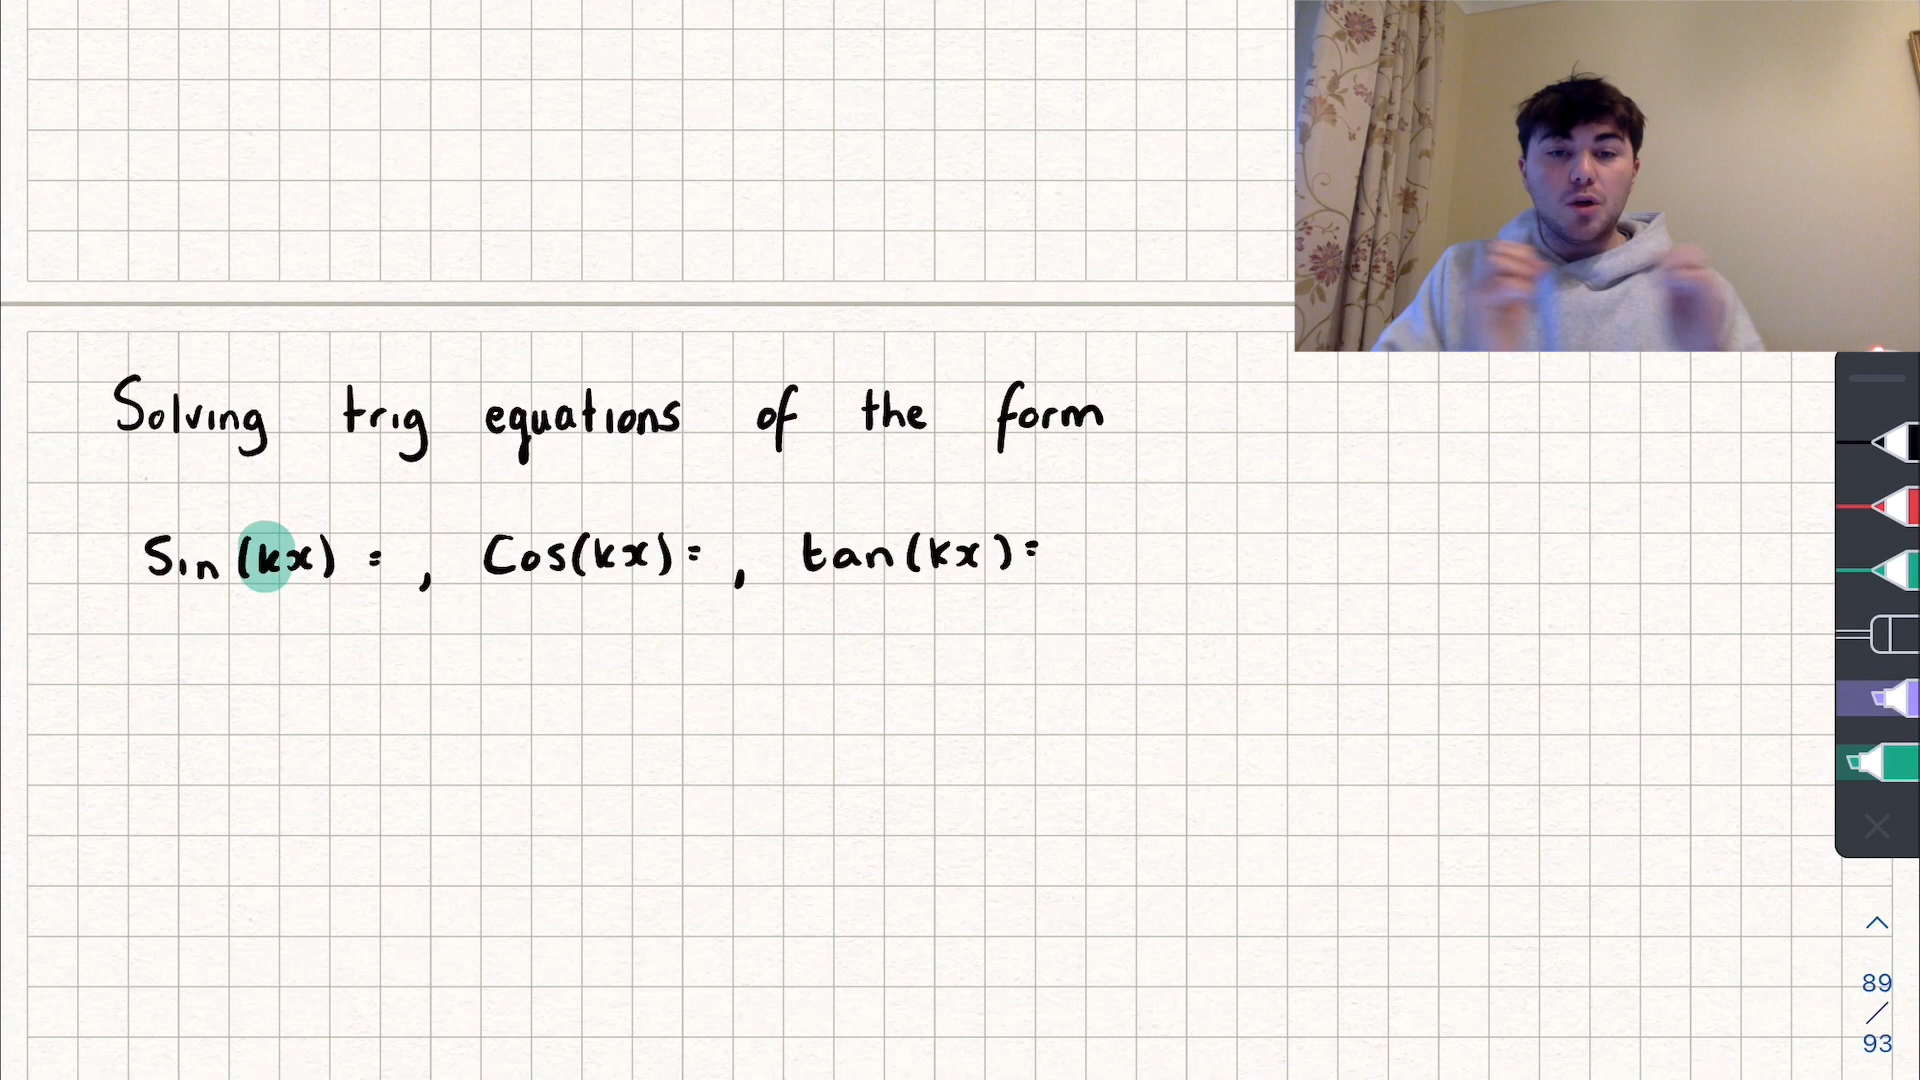 Solving trig equations of the form
Sin (kx) = , Cos(kx) = , tan (kx) =
89
/
93